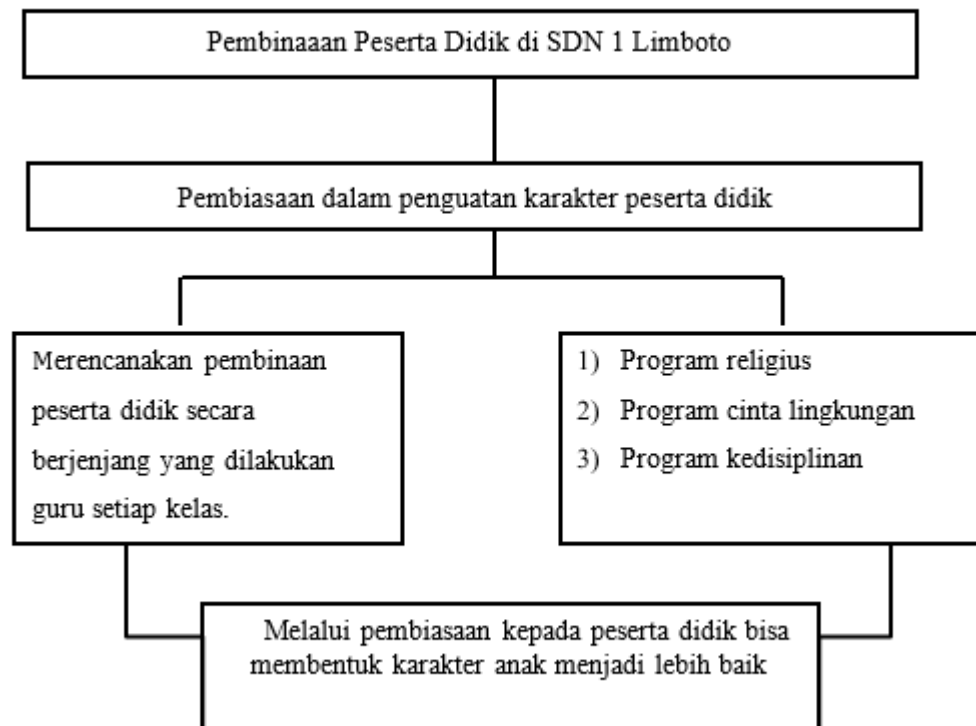 Pembinaaan Peserta Didik di SDN 1 Limboto
Pembiasaan dalam penguatan karakter peserta didik
Merencanakan pembinaan
peserta didik secara
berjenjang yang dilakukan
guru setiap kelas.
1) Program religius
2) Program cinta lingkungan
3) Program kedisiplinan
Melalui pembiasaan kepada peserta didik bisa
membentuk karakter anak menjadi lebih baik